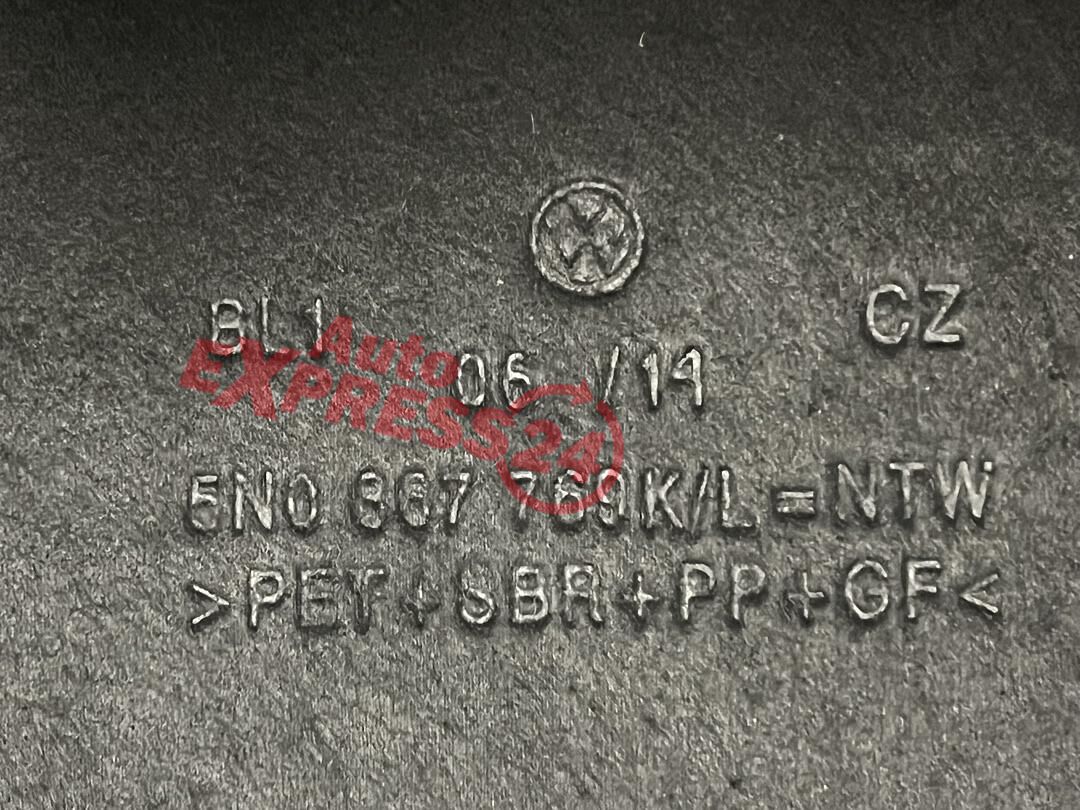 BL1
CZ
06 /14
Auto
EXPRESS24
5N0 867 769K/L = NTW
>PET+SBR+PP+GF<